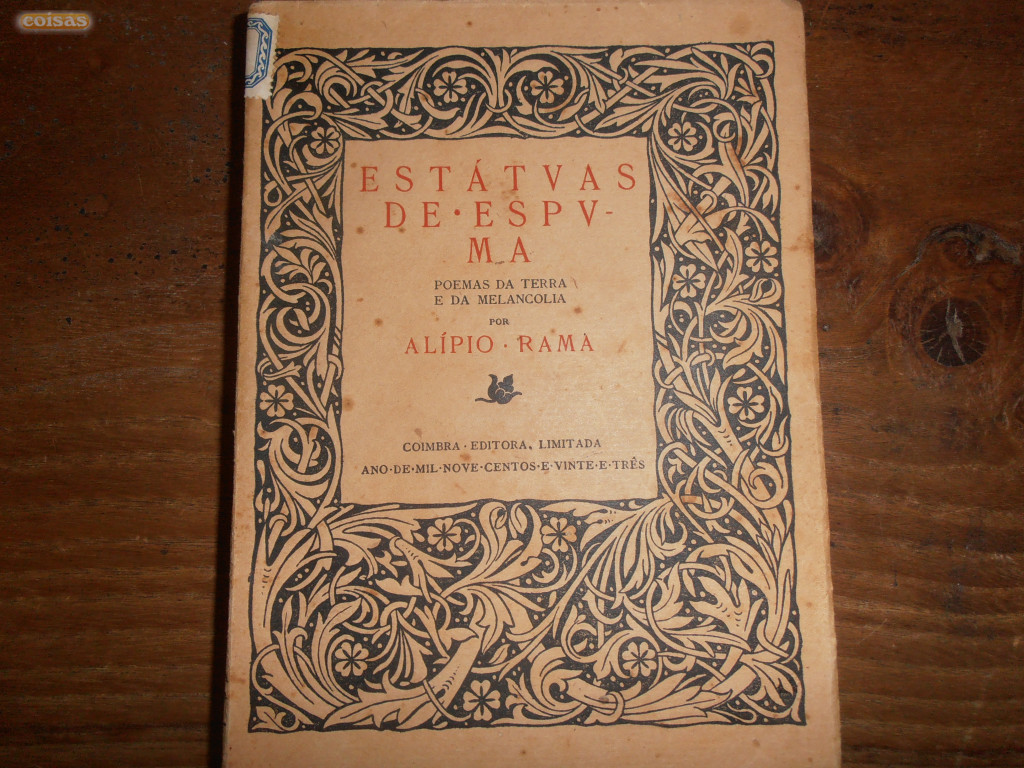 coisas
ESTÁTVAS
DE·ESPV-
MA
POEMAS DA TERRA
E DA MELANCOLIA
POR
ALÍPIO · RAMA
COIMBRA · EDITORA, LIMITADA
ANO·DE·MIL·NOVE·CENTOS·E·VINTE·E·TRÊS